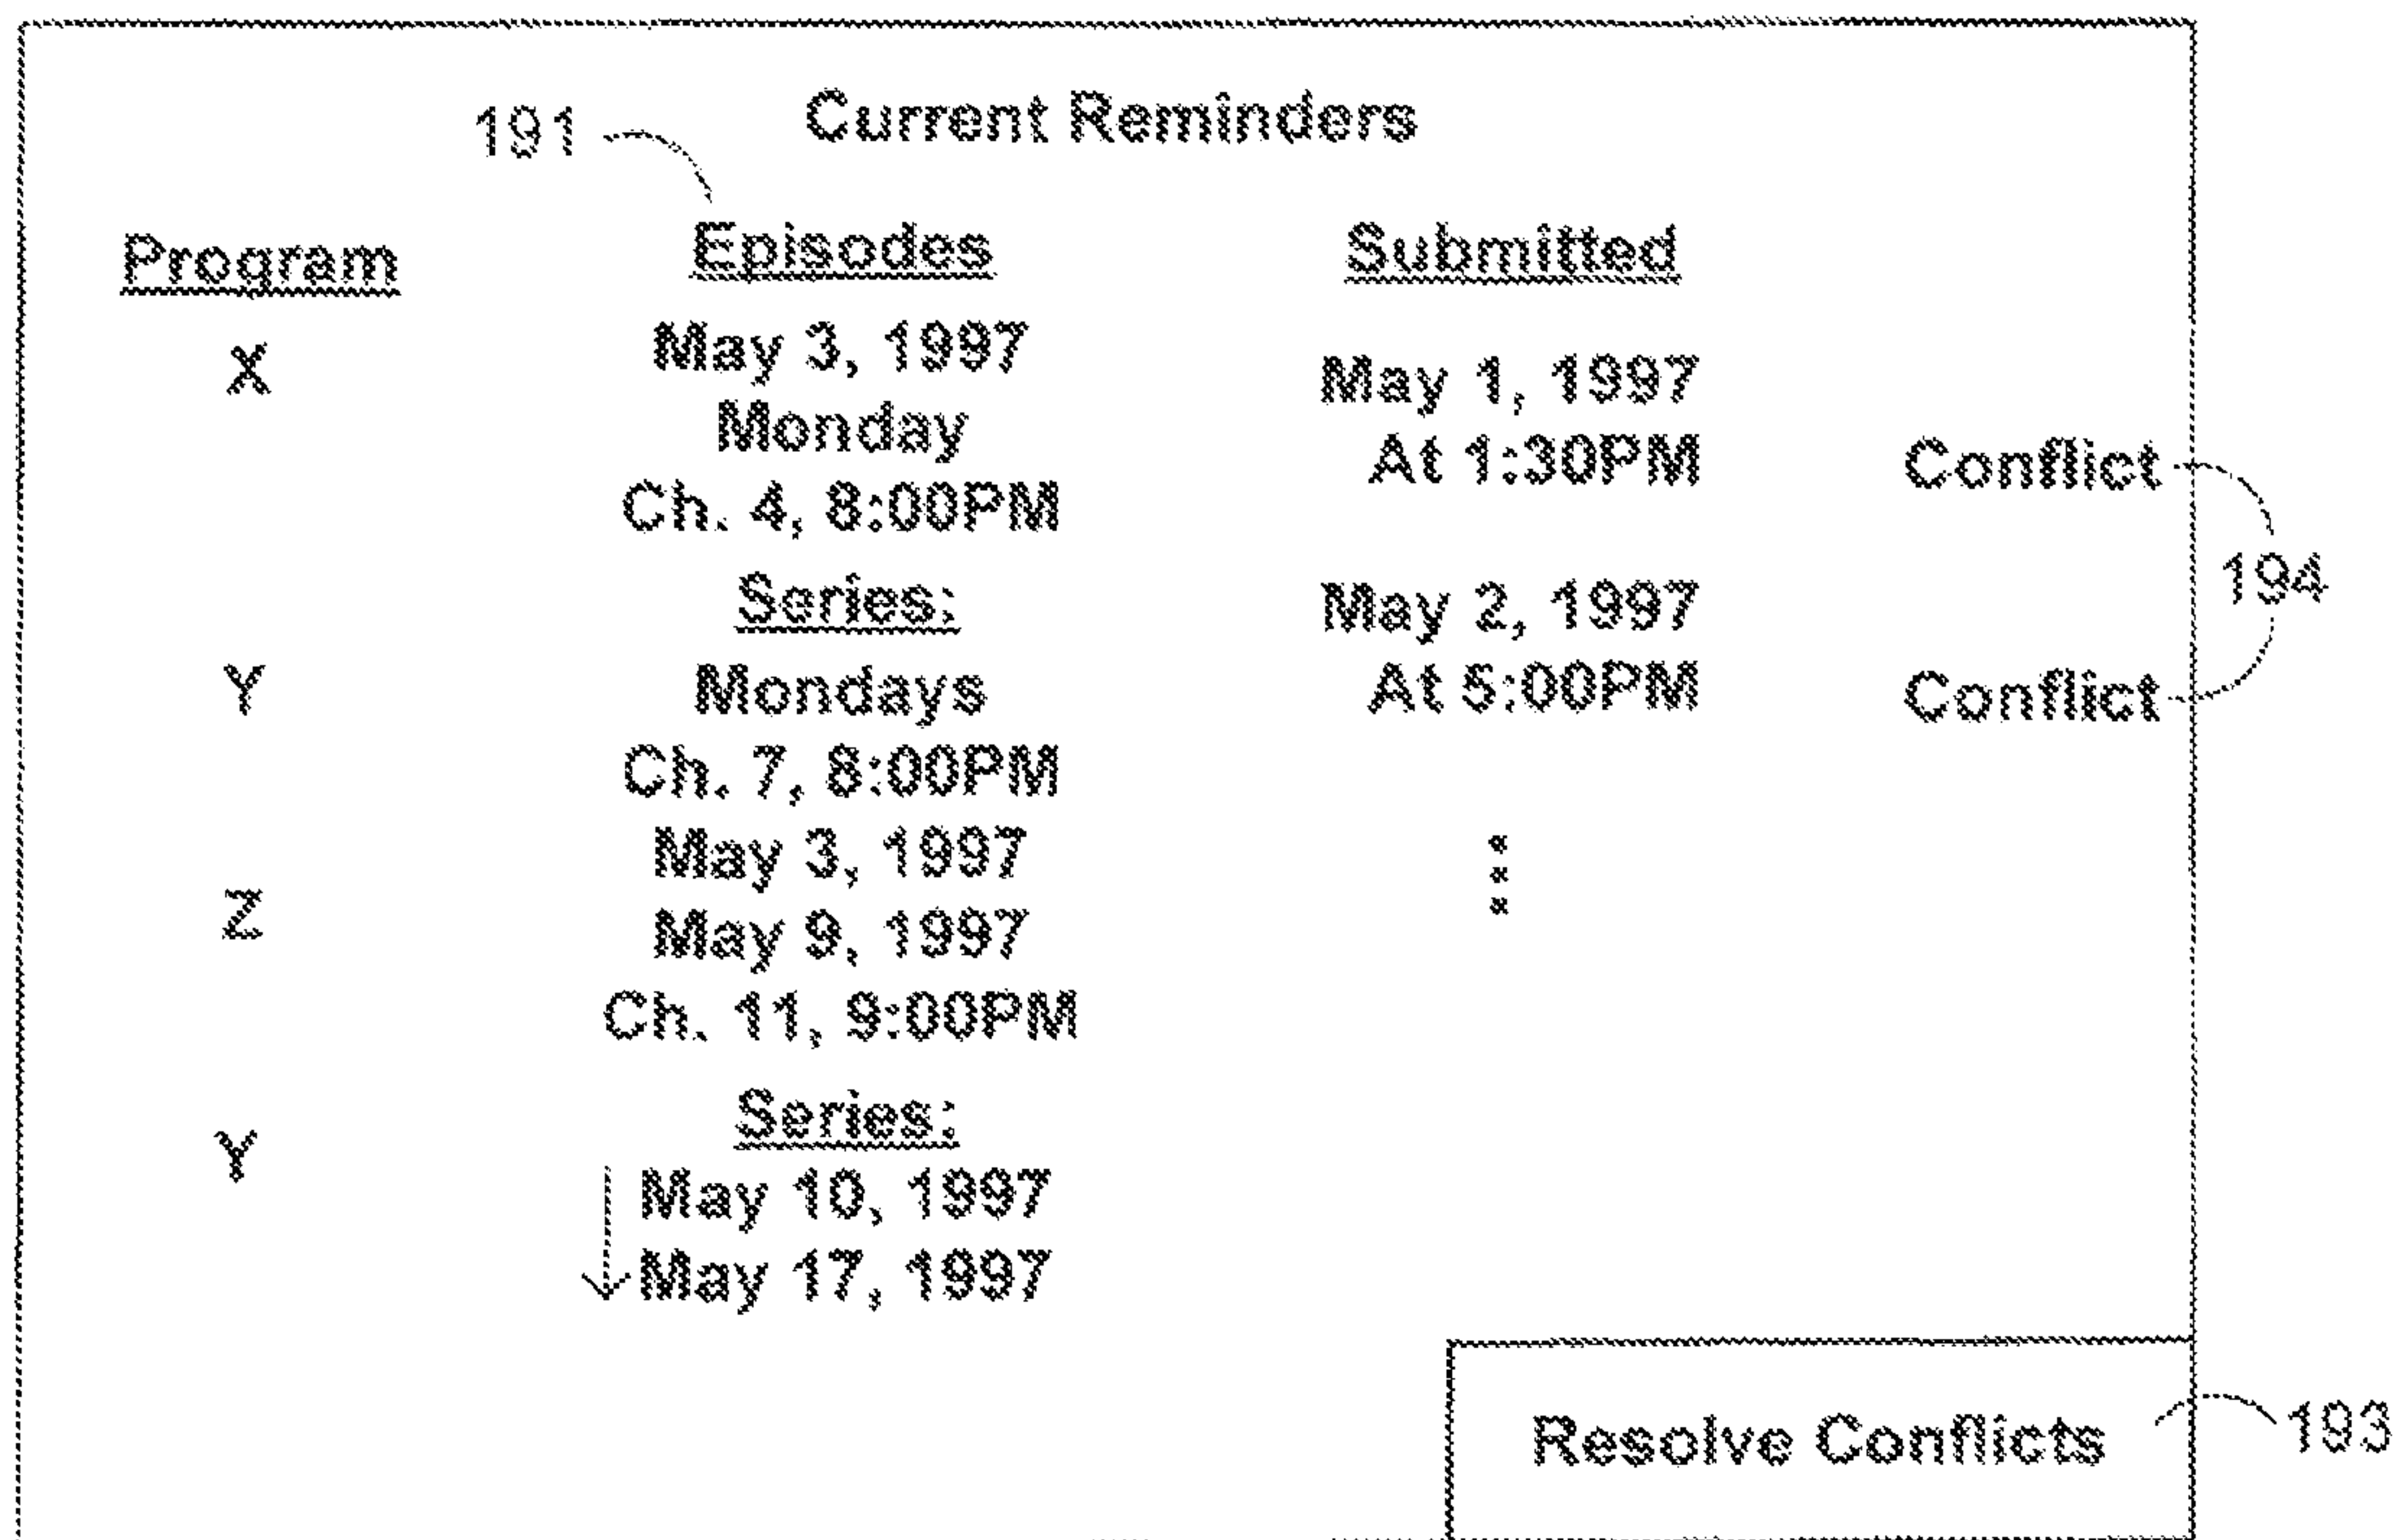 191 Current Reminders
Program Episodes Submitted
X
May 3, 1997
Monday
Ch. 4, 8:00PM
May 1, 1997
At 1:30PM
Conflict
194
Y
Series:
Mondays
Ch. 7, 8:00PM
May 2, 1997
At 5:00PM
Conflict
Z
May 3, 1997
May 9, 1997
Ch. 11, 9:00PM
Y
Series:
May 10, 1997
May 17, 1997
Resolve Conflicts
193